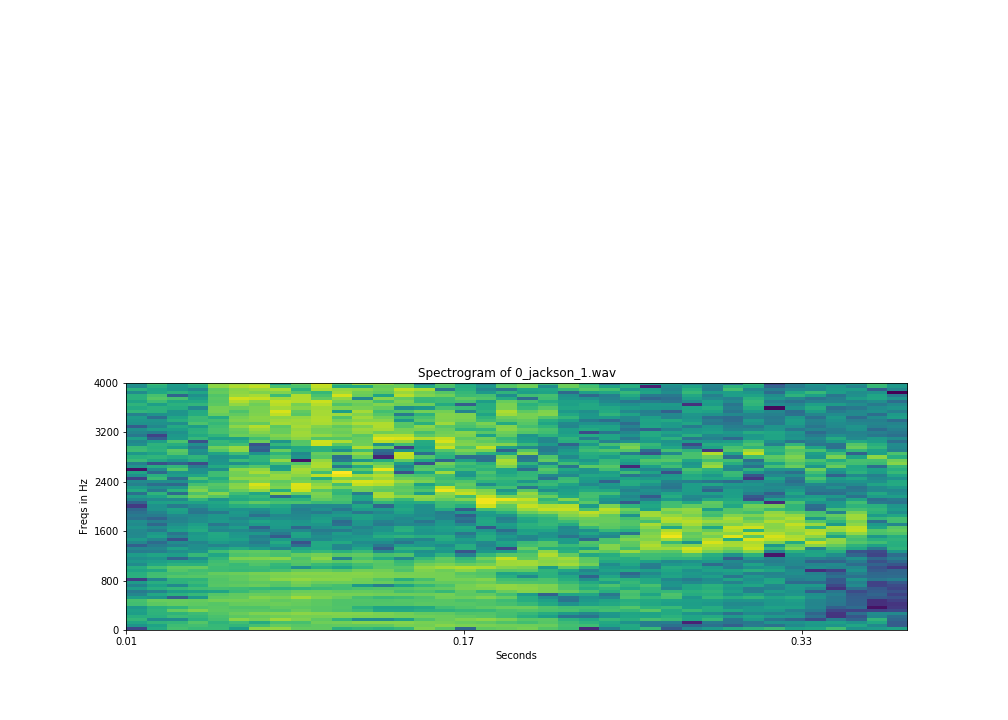 Spectrogram of 0_jackson_1.wav
4000
3200
2400
1600
800
0
Freqs in Hz
0.01 0.17 0.33
Seconds